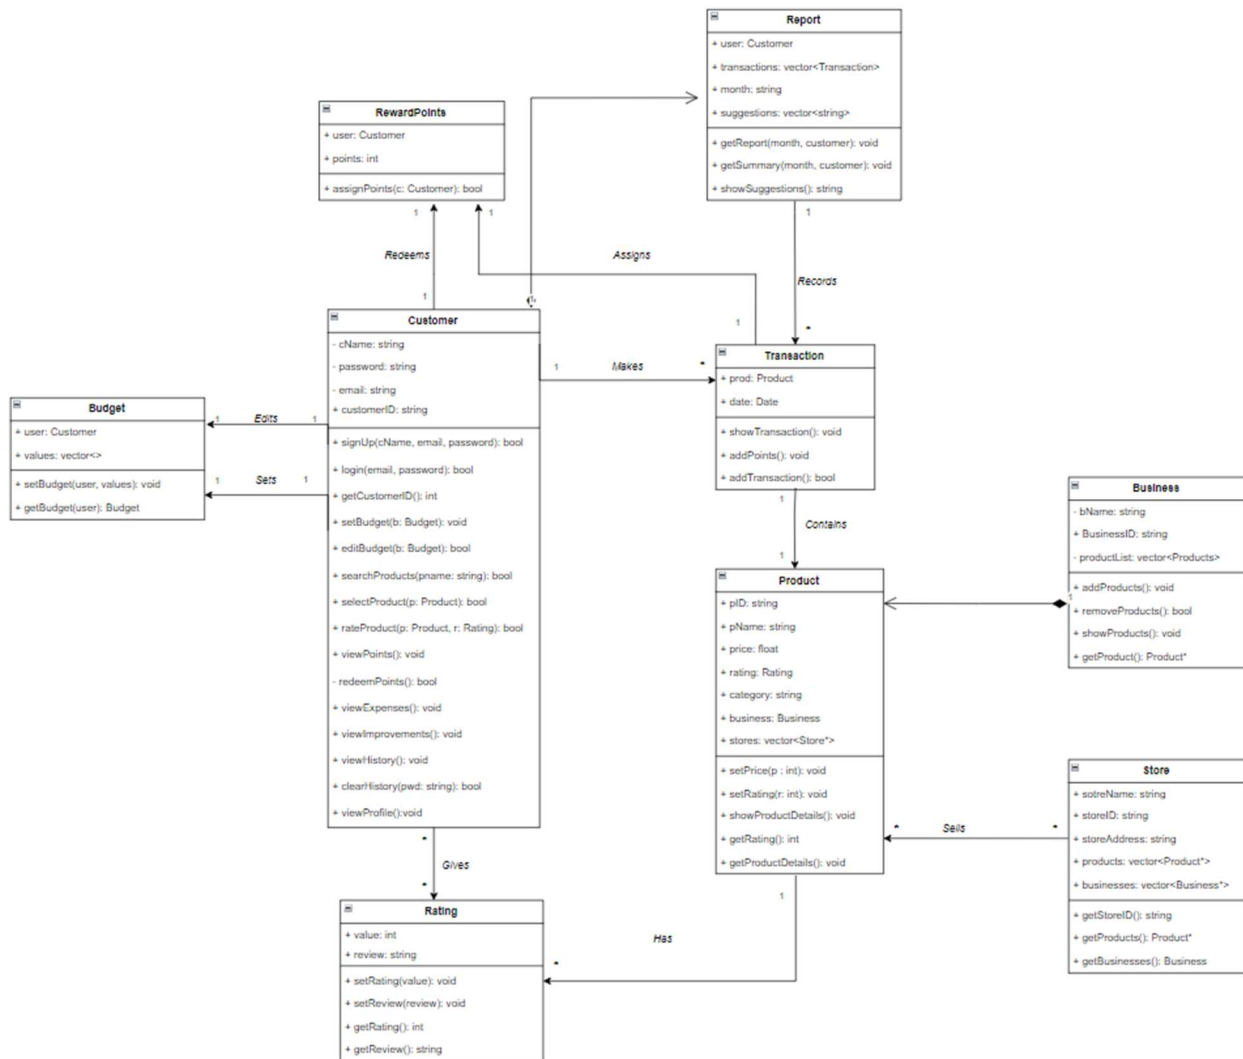 Report
+ user: Customer
+ transactions: vector<Transaction>
+ month: string
+ suggestions: vector<string>
+ getReport(month, customer): void
+ getSummary(month, customer): void
+ showSuggestions(): string
1
Records
*
RewardPoints
+ user: Customer
+ points: int
+ assignPoints(c: Customer): bool
1
1
Redeems
Assigns
1
1
1
Customer
- cName: string
- password: string
- email: string
+ customerID: string
+ signUp(cName, email, password): bool
+ login(email, password): bool
+ getCustomerID(): int
+ setBudget(b: Budget): void
+ editBudget(b: Budget): bool
+ searchProducts(pname: string): bool
+ selectProduct(p: Product): bool
+ rateProduct(p: Product, r: Rating): bool
+ viewPoints(): void
- redeemPoints(): bool
+ viewExpenses(): void
+ viewImprovements(): void
+ viewHistory(): void
+ clearHistory(pwd: string): bool
+ viewProfile():void
1
Makes
*
Transaction
+ prod: Product
+ date: Date
+ showTransaction(): void
+ addPoints(): void
+ addTransaction(): bool
1
Contains
1
Budget
+ user: Customer
+ values: vector<>
+ setBudget(user, values): void
+ getBudget(user): Budget
1
Edits
1
1
Sets
1
Business
- bName: string
+ BusinessID: string
- productList: vector<Products>
+ addProducts(): void
+ removeProducts(): bool
+ showProducts(): void
+ getProduct(): Product*
1
Product
+ pID: string
+ pName: string
+ price: float
+ rating: Rating
+ category: string
+ business: Business
+ stores: vector<Store*>
+ setPrice(p : int): void
+ setRating(r: int): void
+ showProductDetails(): void
+ getRating(): int
+ getProductDetails(): void
*
Sells
*
Store
+ sotreName: string
+ storeID: string
+ storeAddress: string
+ products: vector<Product*>
+ businesses: vector<Business*>
+ getStoreID(): string
+ getProducts(): Product*
+ getBusinesses(): Business
*
Gives
*
1
Has
*
Rating
+ value: int
+ review: string
+ setRating(value): void
+ setReview(review): void
+ getRating(): int
+ getReview(): string